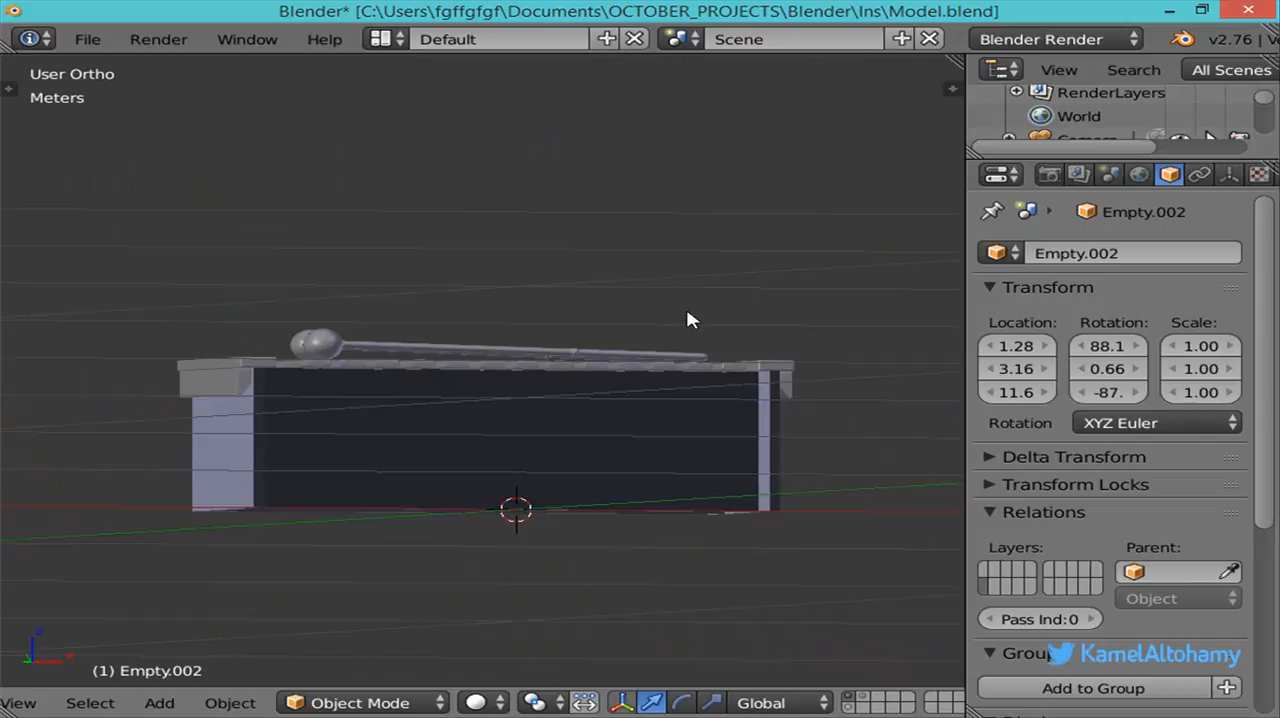 Blender* [C:\Users\fgffgfgf\Documents\OCTOBER_PROJECTS\Blender\Ins\Model.blend]
File Render Window Help Default Scene Blender Render v2.76
User Ortho
Meters
View Search All Scenes
RenderLayers
World
Empty.002
Empty.002
Transform
Location: Rotation: Scale:
1.28 88.1 1.00
3.16 0.66 1.00
11.6 -87. 1.00
Rotation XYZ Euler
Delta Transform
Transform Locks
Relations
Layers: Parent:
Object
Pass Ind:0
Grou
KamelAltohamy
Add to Group
z
x
(1) Empty.002
View Select Add Object Object Mode Global